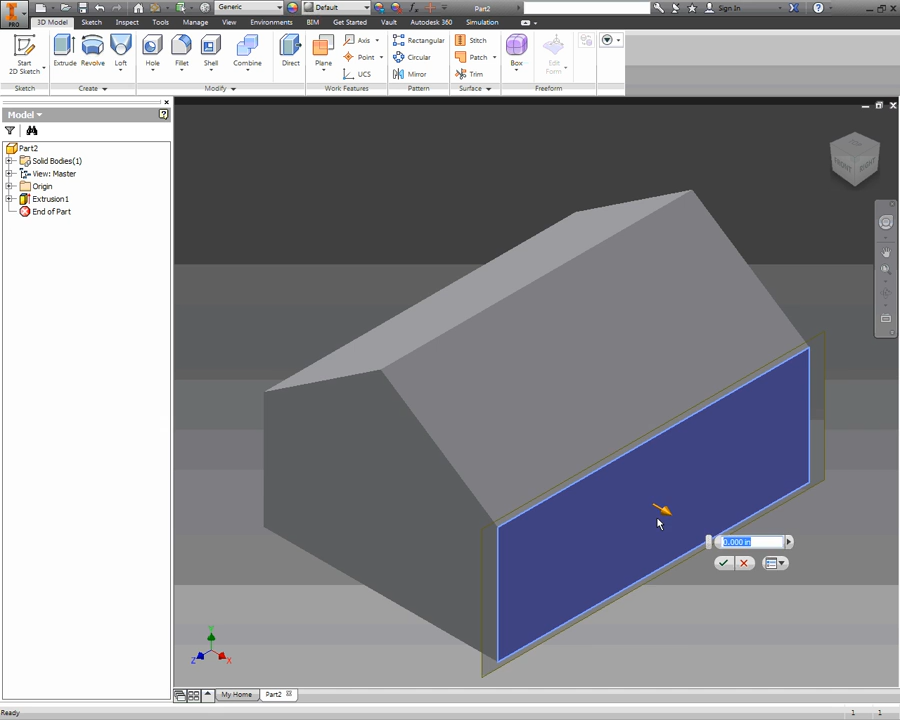 PRO
Generic
Default
Part2
Sign In
3D Model Sketch Inspect Tools Manage View Environments BIM Get Started Vault Autodesk 360 Simulation
Start
2D Sketch
Extrude Revolve Loft
Hole Fillet Shell Combine
Direct
Plane
Axis
Point
UCS
Rectangular
Circular
Mirror
Stitch
Patch
Trim
Box
Edit
Form
Sketch Create Modify Work Features Pattern Surface Freeform
Model
Part2
Solid Bodies(1)
View: Master
Origin
Extrusion1
End of Part
FRONT RIGHT
0.000 in
Y
Z X
My Home Part2
Ready 1 1